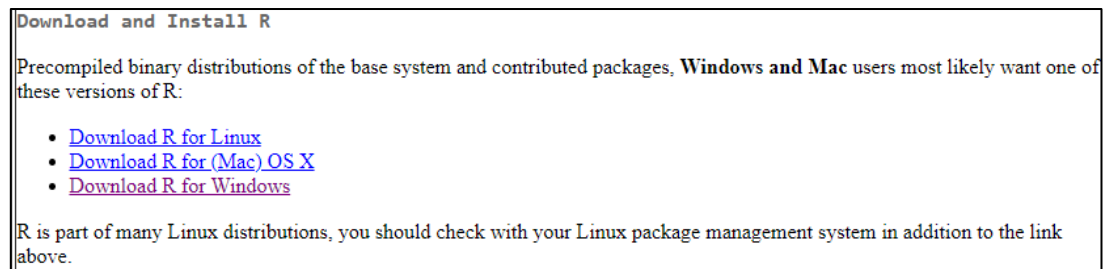 Download and Install R
Precompiled binary distributions of the base system and contributed packages, Windows and Mac users most likely want one of
these versions of R:
• Download R for Linux
• Download R for (Mac) OS X
• Download R for Windows
R is part of many Linux distributions, you should check with your Linux package management system in addition to the link
above.